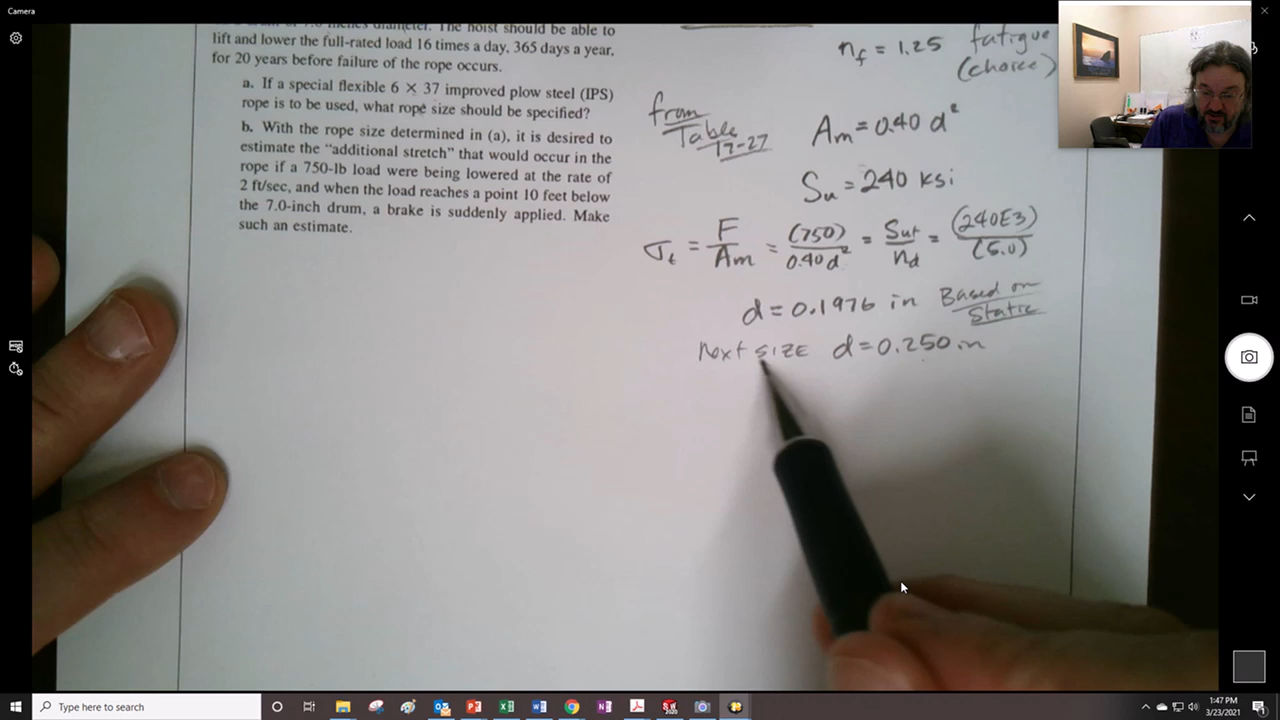 Camera
lift and lower the full-rated load 16 times a day, 365 days a year,
for 20 years before failure of the rope occurs.
a. If a special flexible 6 × 37 improved plow steel (IPS)
rope is to be used, what rope size should be specified?
b. With the rope size determined in (a), it is desired to
estimate the “additional stretch” that would occur in the
rope if a 750-lb load were being lowered at the rate of
2 ft/sec, and when the load reaches a point 10 feet below
the 7.0-inch drum, a brake is suddenly applied. Make
such an estimate.
n_f = 1.25 fatigue
(choice)
from
Table
17-27
Am = 0.40 d²
Su = 240 ksi
σt = F/Am = (750)/0.40d² = Sut/nd = (240E3)/(5.0)
d = 0.1976 in Based on
Static
Next SIZE d = 0.250 in
Type here to search
1:47 PM
3/23/2021